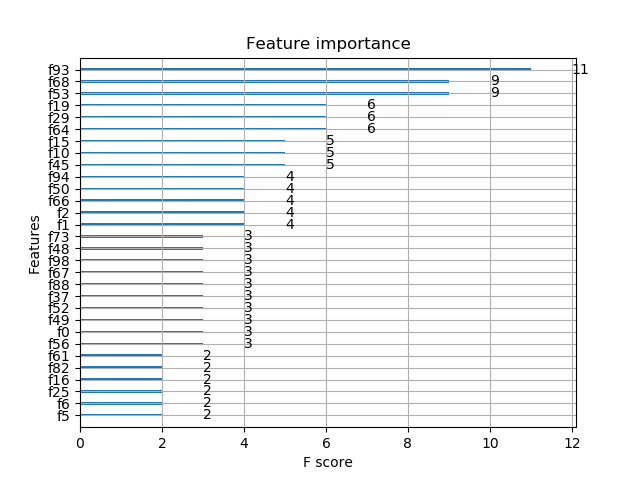 Feature importance
f93 11
f68 9
f53 9
f19 6
f29 6
f64 6
f15 5
f10 5
f45 5
f94 4
f50 4
f66 4
f2 4
f1 4
f73 3
f48 3
f98 3
f67 3
f88 3
f37 3
f52 3
f49 3
f0 3
f56 3
f61 2
f82 2
f16 2
f25 2
f6 2
f5 2
Features
0 2 4 6 8 10 12
F score